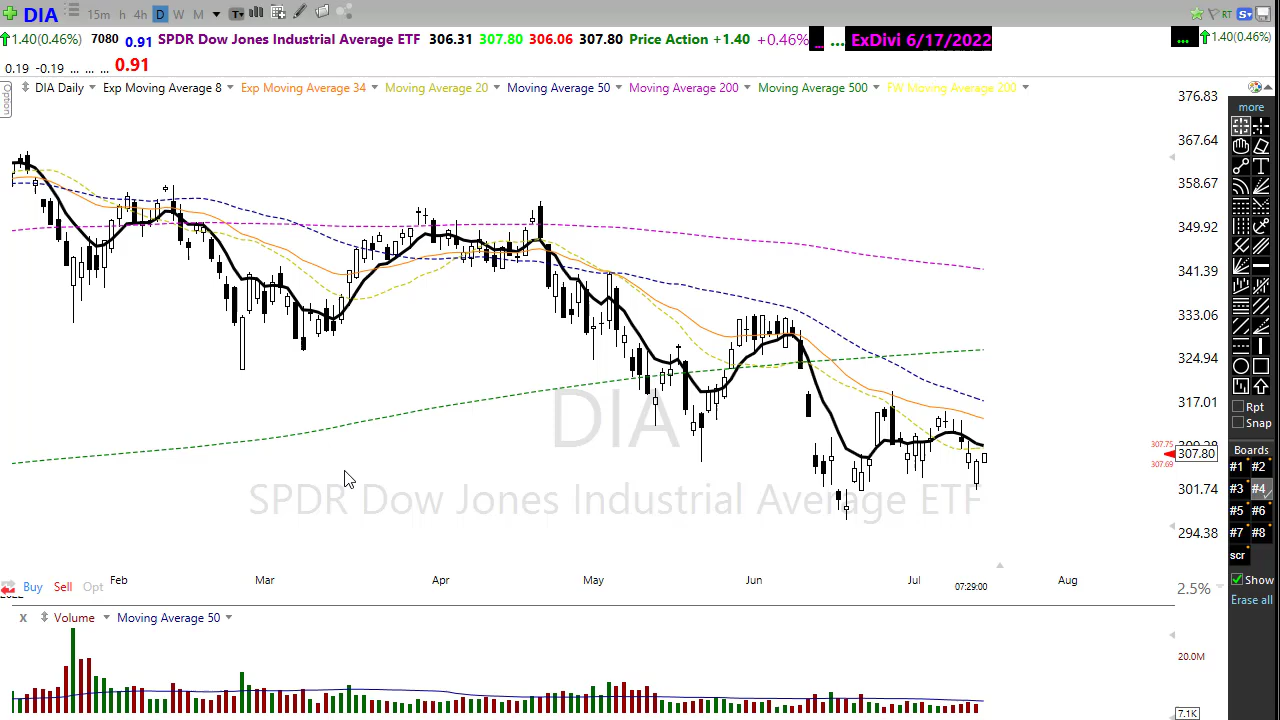 DIA 15m h 4h D W M T RT S
1.40(0.46%) 7080 0.91 SPDR Dow Jones Industrial Average ETF 306.31 307.80 306.06 307.80 Price Action +1.40 +0.46% ... ... ExDivi 6/17/2022 ... 1.40(0.46%)
0.19 -0.19 ... ... ... 0.91
Option
DIA Daily Exp Moving Average 8 Exp Moving Average 34 Moving Average 20 Moving Average 50 Moving Average 200 Moving Average 500 FW Moving Average 200
376.83
367.64
358.67
349.92
341.39
333.06
324.94
317.01
307.75
307.80
307.69
301.74
294.38
DIA
SPDR Dow Jones Industrial Average ETF
Buy Sell Opt
2022
Feb Mar Apr May Jun Jul Aug
07:29:00
2.5%
X Volume Moving Average 50
20.0M
7.1K
more
T
Rpt
Snap
Boards
#1 #2
#3 #4
#5 #6
#7 #8
scr
Show
Erase all